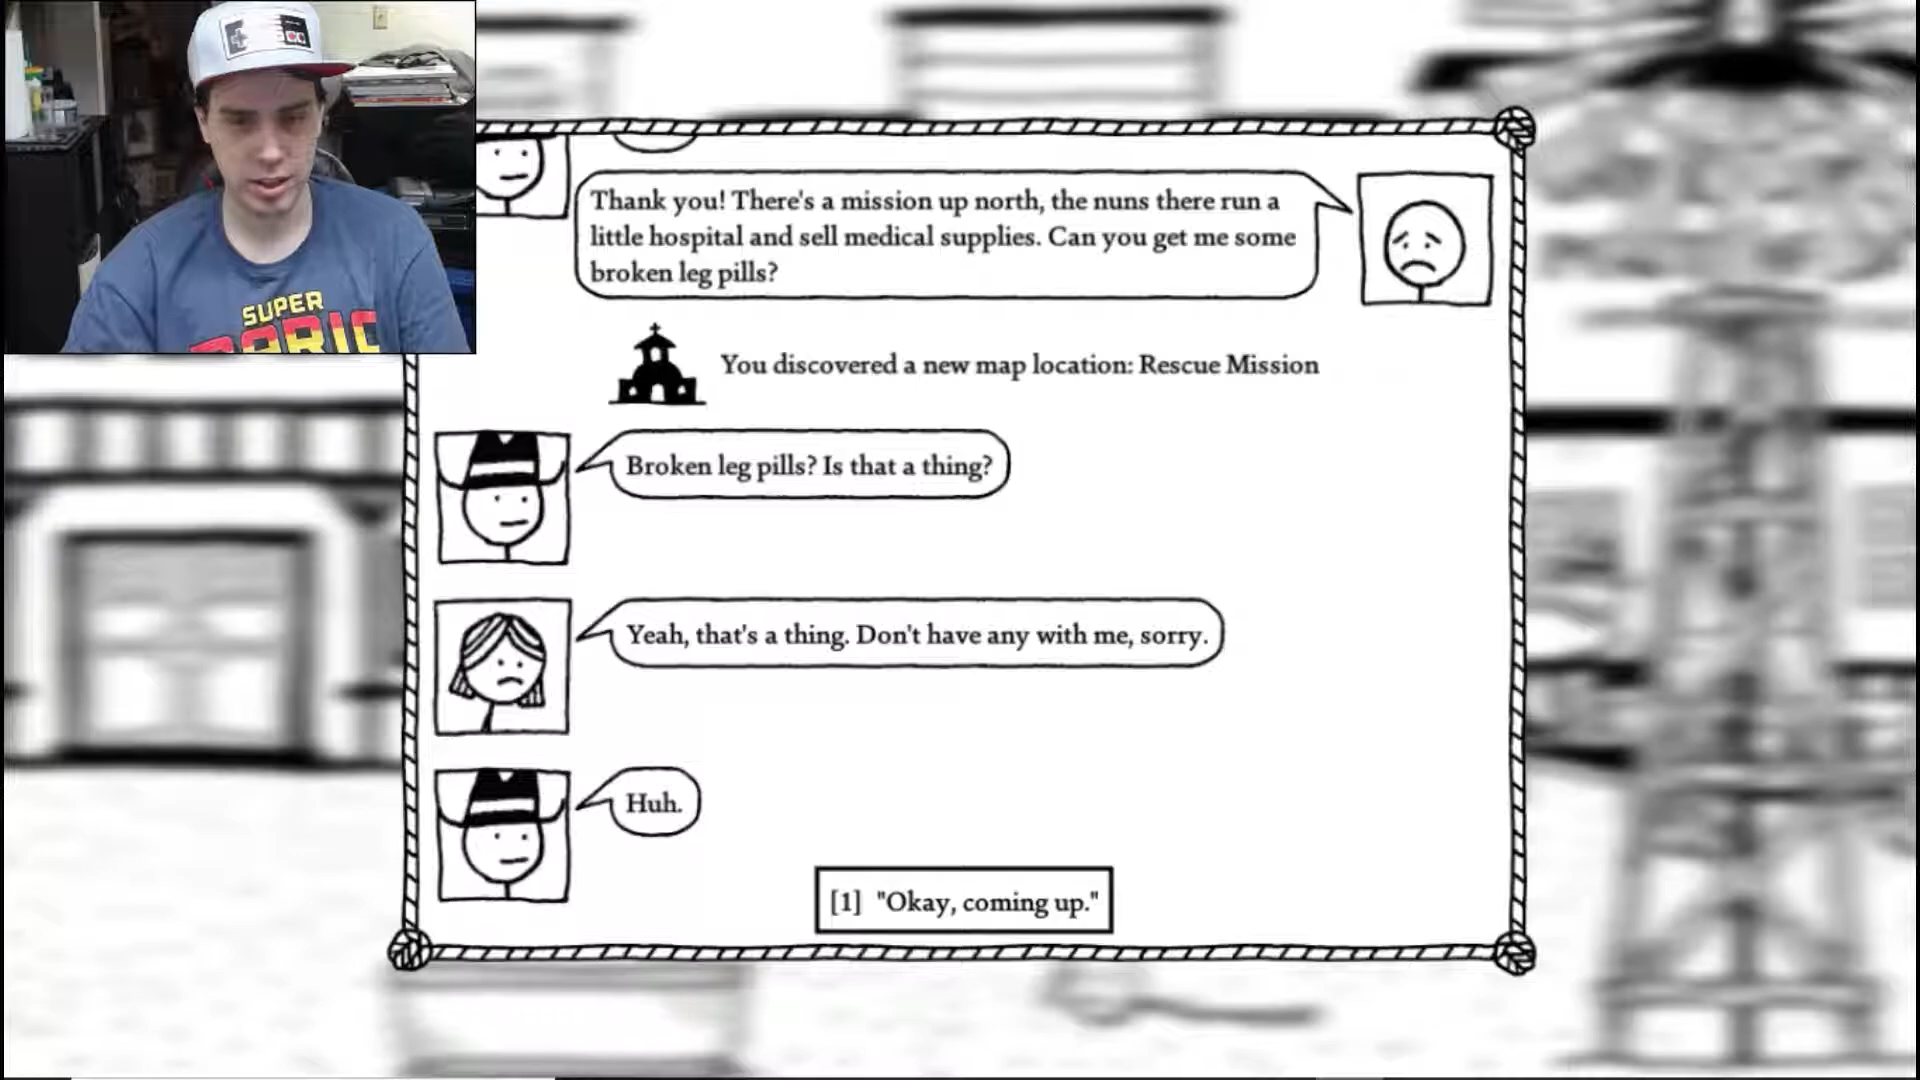 SUPER
MARIO
Thank you! There's a mission up north, the nuns there run a
little hospital and sell medical supplies. Can you get me some
broken leg pills?
You discovered a new map location: Rescue Mission
Broken leg pills? Is that a thing?
Yeah, that's a thing. Don't have any with me, sorry.
Huh.
[1] "Okay, coming up."